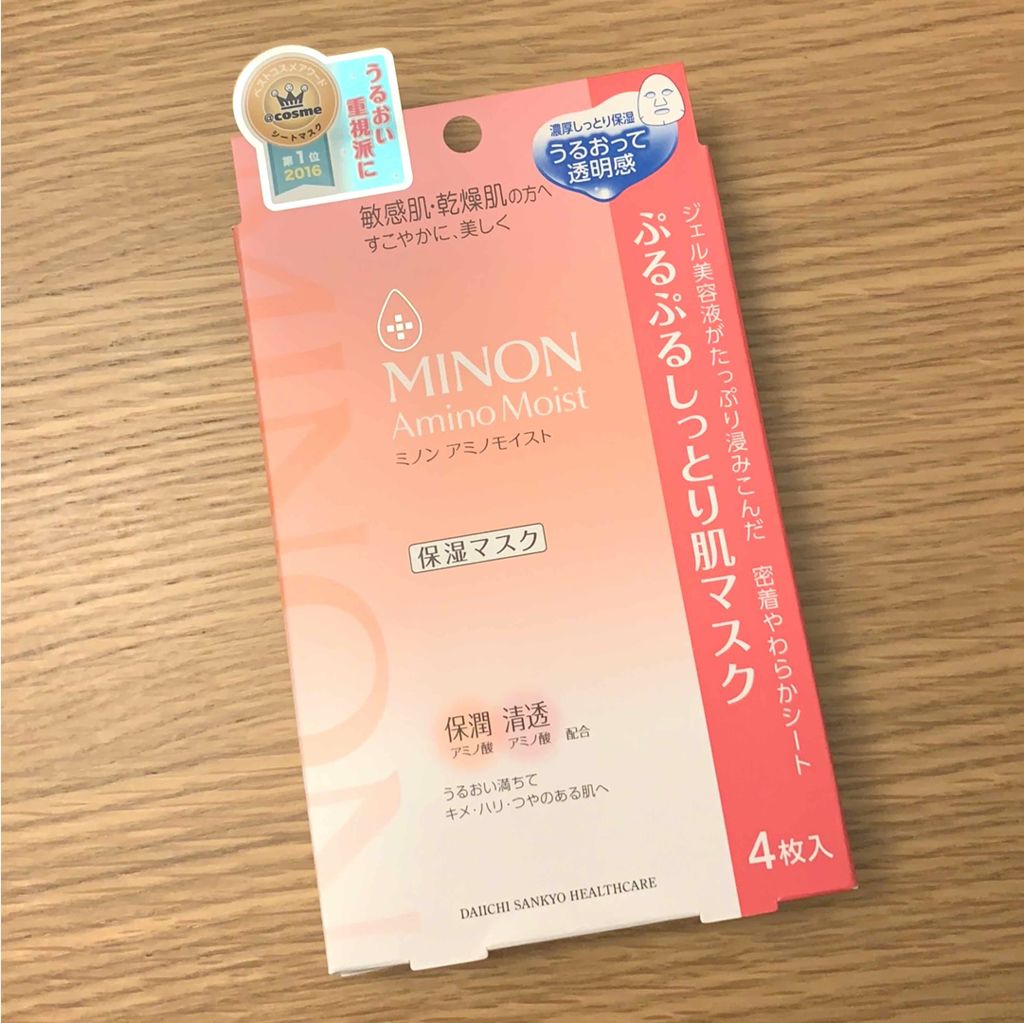 ベストコスメアワード
@cosme
シートマスク
第1位
2016
うるおい
重視派に
濃厚しっとり保湿
うるおって
透明感
敏感肌・乾燥肌の方へ
すこやかに、美しく
MINON
Amino Moist
ミノン アミノモイスト
保湿マスク
ジェル美容液がたっぷり浸みこんだ 密着やわらかシート
ぷるぷるしっとり肌マスク
保潤 清透
アミノ酸 アミノ酸 配合
うるおい満ちて
キメ・ハリ・つやのある肌へ
4枚入
DAIICHI SANKYO HEALTHCARE
MINON